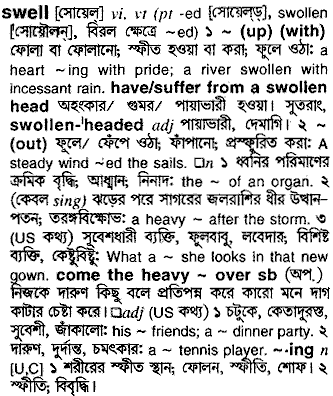 swell [সোয়েল] vi, vt (pt -ed [সোয়েলড্], swollen
[সোয়ৌলন্], বিরল ক্ষেত্রে ~ed) ১ ~ (up) (with)
ফোলা বা ফোলানো; স্ফীত হওয়া বা করা; ফুলে ওঠা: a
heart ~ing with pride; a river swollen with
incessant rain. have/suffer from a swollen
head অহংকার/ গুমর/ পায়াভারী হওয়া। সুতরাং,
swollen-ˈheaded adj পায়াভারী, দেমাগি। ২ ~
(out) ফুলে/ ফেঁপে ওঠা; ফাঁপানো; প্রস্ফুরিত করা: A
steady wind ~ed the sails. □n ১ ধ্বনির পরিমাণের
ক্রমিক বৃদ্ধি; আধ্মান; নিনাদ: the ~ of an organ. ২
(কেবল sing) ঝড়ের পরে সাগরের জলরাশির ধীর উত্থান-
পতন; তরঙ্গবিক্ষোভ: a heavy ~ after the storm. ৩
(US কথ্য) সুবেশধারী ব্যক্তি, ফুলবাবু, লবেদার; বিশিষ্ট
ব্যক্তি, কেষ্টুবিষ্টু: What a ~ she looks in that new
gown. come the heavy ~ over sb (অপ.)
নিজকে দারুণ কিছু বলে প্রতিপন্ন করে কারো মনে দাগ
কাটার চেষ্টা করে। □adj (US কথ্য) ১ চটুকে, কেতাদুরস্ত,
সুবেশী, জাঁকালো: his ~ friends; a ~ dinner party. ২
দারুণ, দুর্দান্ত, চমৎকার: a ~ tennis player. ~·ing n
[U,C] ১ শরীরের স্ফীত স্থান; ফোলন, স্ফীতি, শোফ। ২
স্ফীতি; বিবৃদ্ধি।